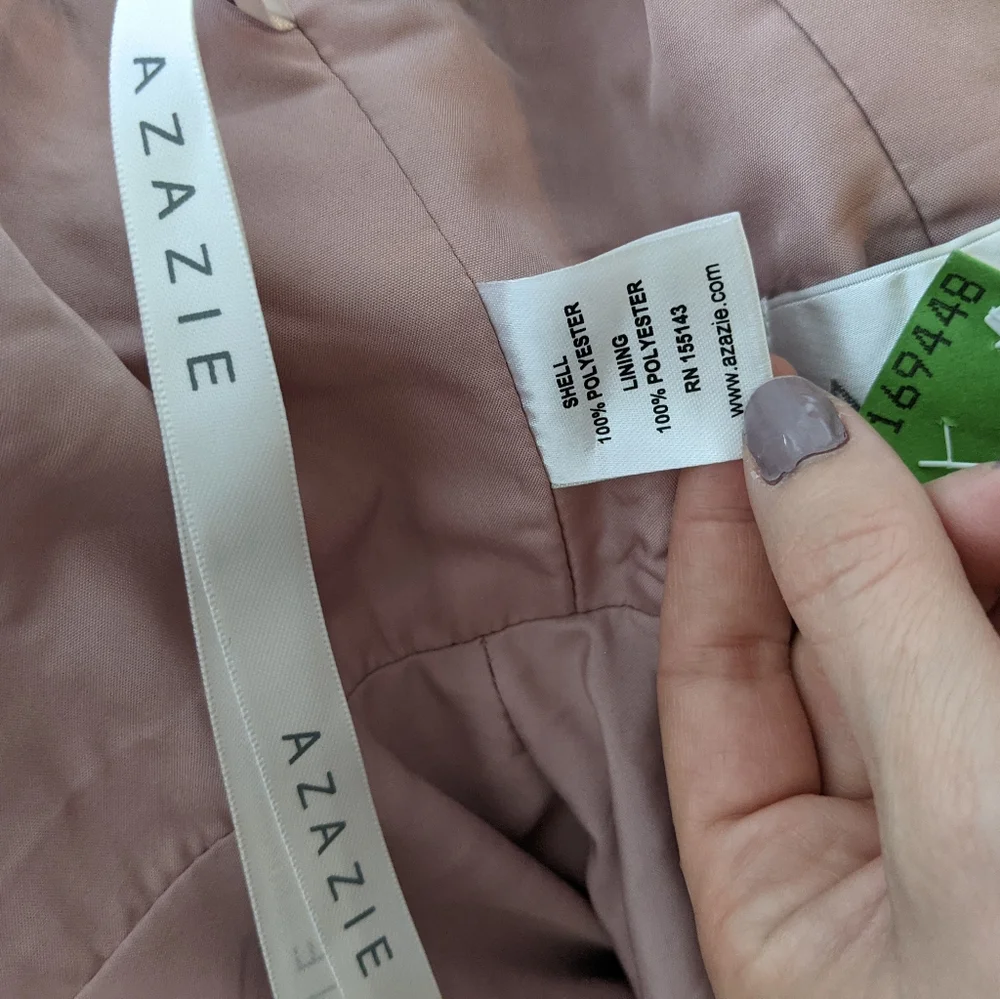 AZAZIE
AZAZIE
SHELL
100% POLYESTER
LINING
100% POLYESTER
RN 155143
www.azazie.com
169448